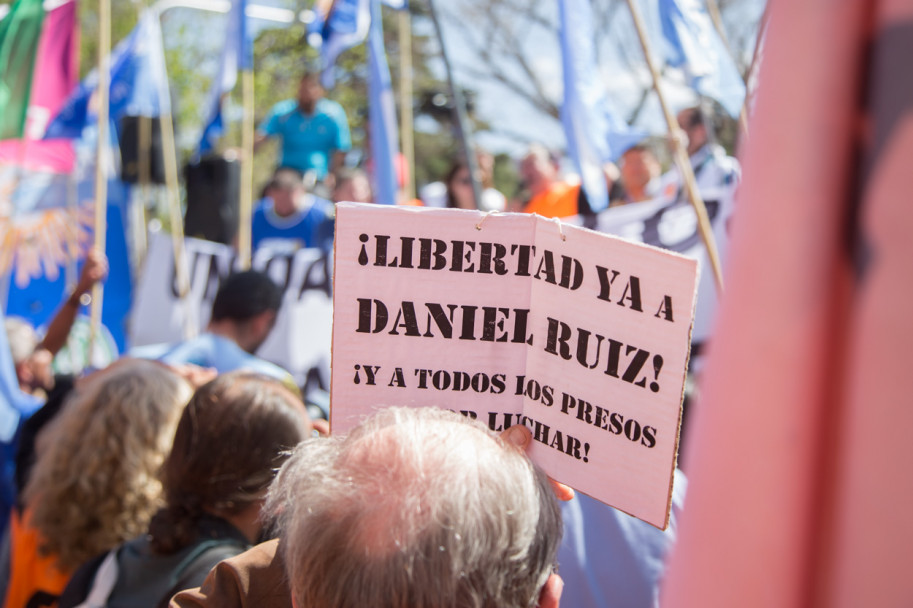 ¡LIBERTAD YA A
DANIEL RUIZ!
¡Y A TODOS LOS PRESOS
LUCHAR!